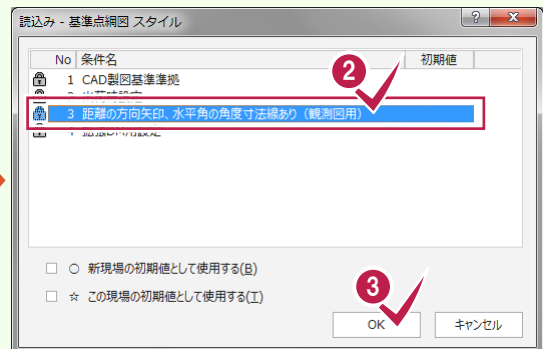 読込み - 基準点網図 スタイル
No 条件名 初期値
1 CAD製図基準準拠
2
3 距離の方向矢印、水平角の角度寸法線あり（観測図用）
4
○ 新現場の初期値として使用する(B)
☆ この現場の初期値として使用する(T)
3
OK キャンセル